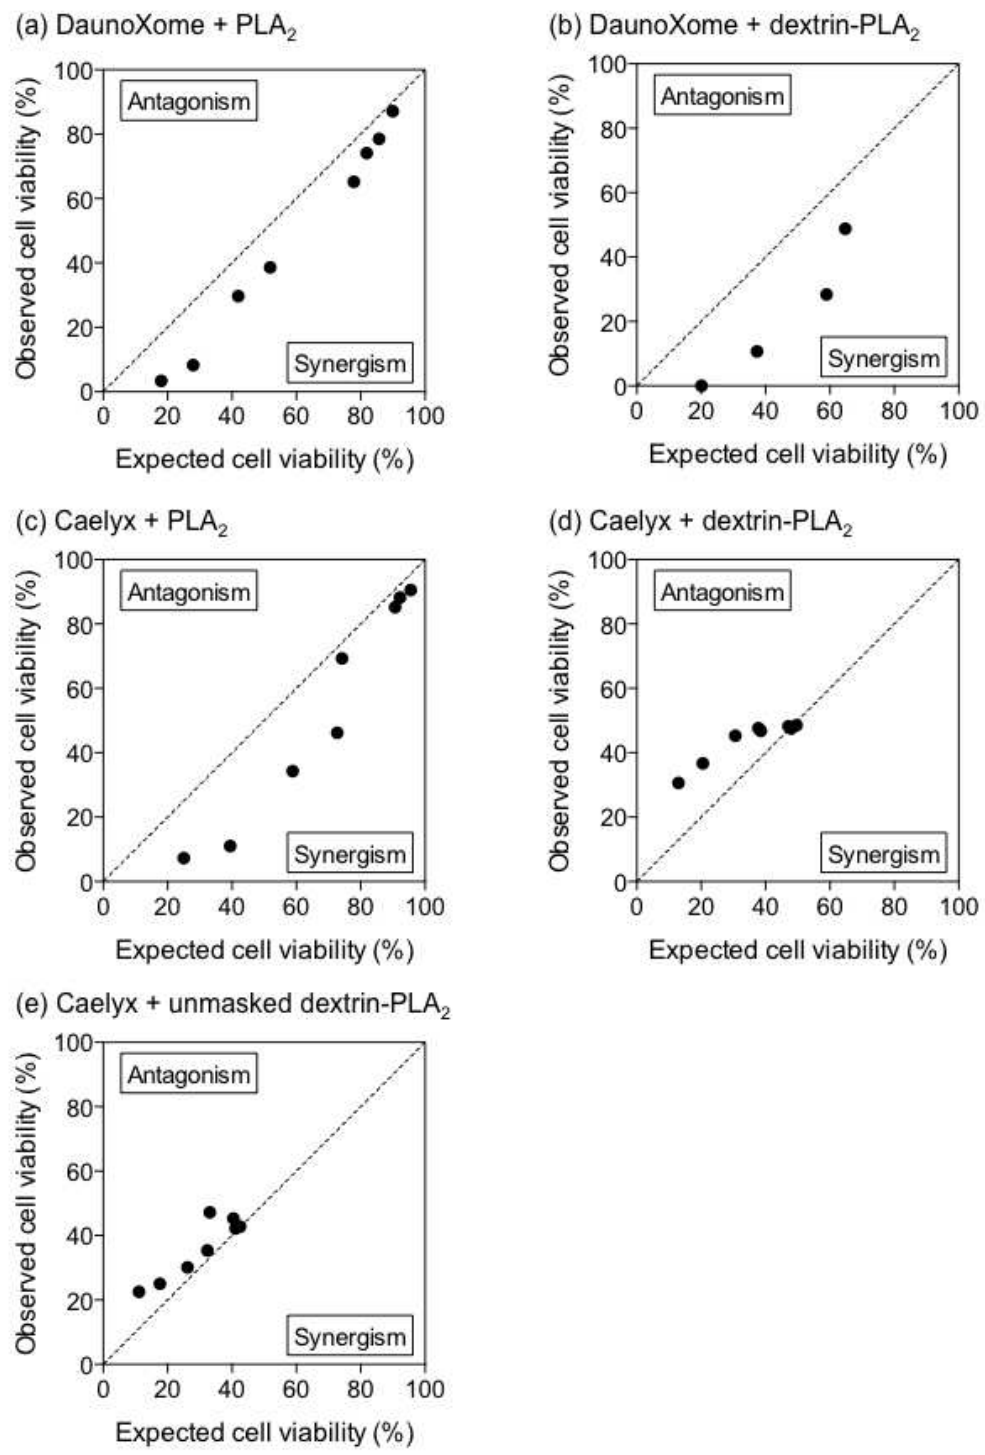 (a) DaunoXome + PLA2
Observed cell viability (%)
100
80
60
40
20
0
Antagonism
Synergism
0 20 40 60 80 100
Expected cell viability (%)
(b) DaunoXome + dextrin-PLA2
Observed cell viability (%)
100
80
60
40
20
0
Antagonism
Synergism
0 20 40 60 80 100
Expected cell viability (%)
(c) Caelyx + PLA2
Observed cell viability (%)
100
80
60
40
20
0
Antagonism
Synergism
0 20 40 60 80 100
Expected cell viability (%)
(d) Caelyx + dextrin-PLA2
Observed cell viability (%)
100
80
60
40
20
0
Antagonism
Synergism
0 20 40 60 80 100
Expected cell viability (%)
(e) Caelyx + unmasked dextrin-PLA2
Observed cell viability (%)
100
80
60
40
20
0
Antagonism
Synergism
0 20 40 60 80 100
Expected cell viability (%)